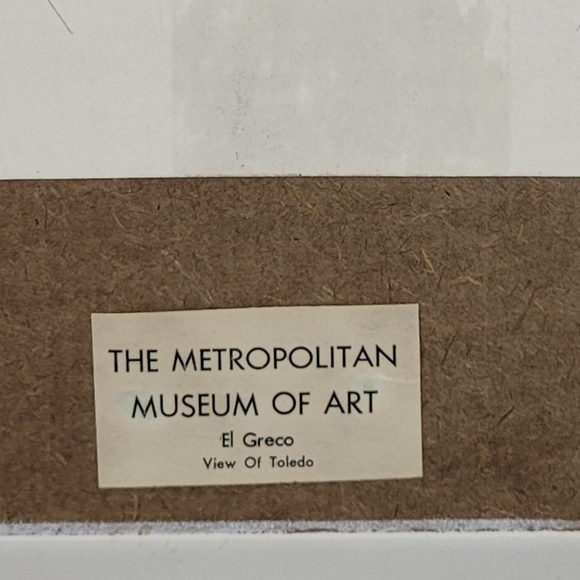 THE METROPOLITAN
MUSEUM OF ART
El Greco
View Of Toledo